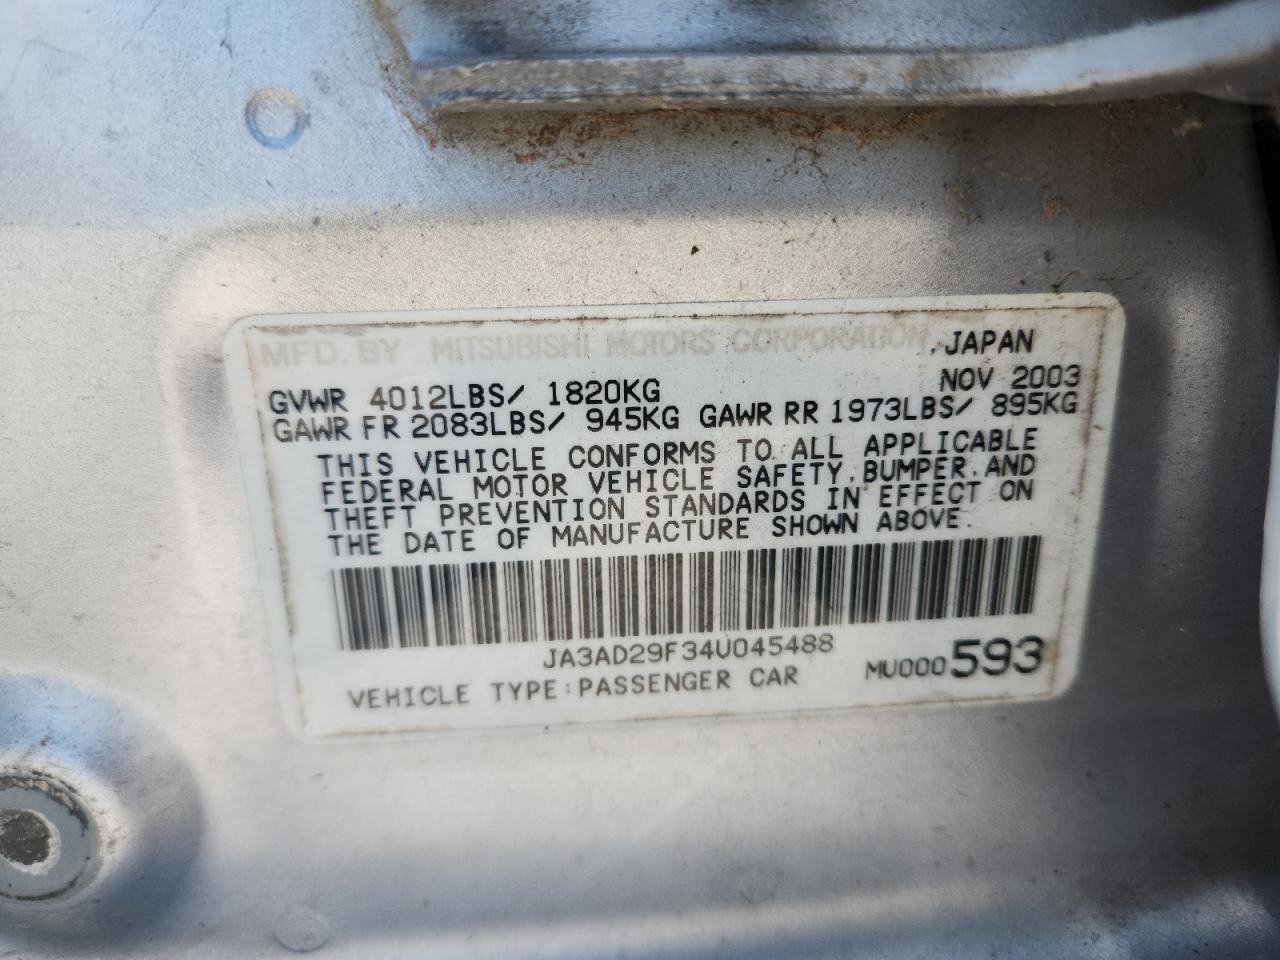 MFD. BY MITSUBISHI MOTORS CORPORATION, JAPAN
NOV 2003
GVWR 4012LBS/ 1820KG
GAWR FR 2083LBS/ 945KG GAWR RR 1973LBS/ 895KG
THIS VEHICLE CONFORMS TO ALL APPLICABLE
FEDERAL MOTOR VEHICLE SAFETY, BUMPER, AND
THEFT PREVENTION STANDARDS IN EFFECT ON
THE DATE OF MANUFACTURE SHOWN ABOVE.
JA3AD29F34U045488
MU000593
VEHICLE TYPE:PASSENGER CAR